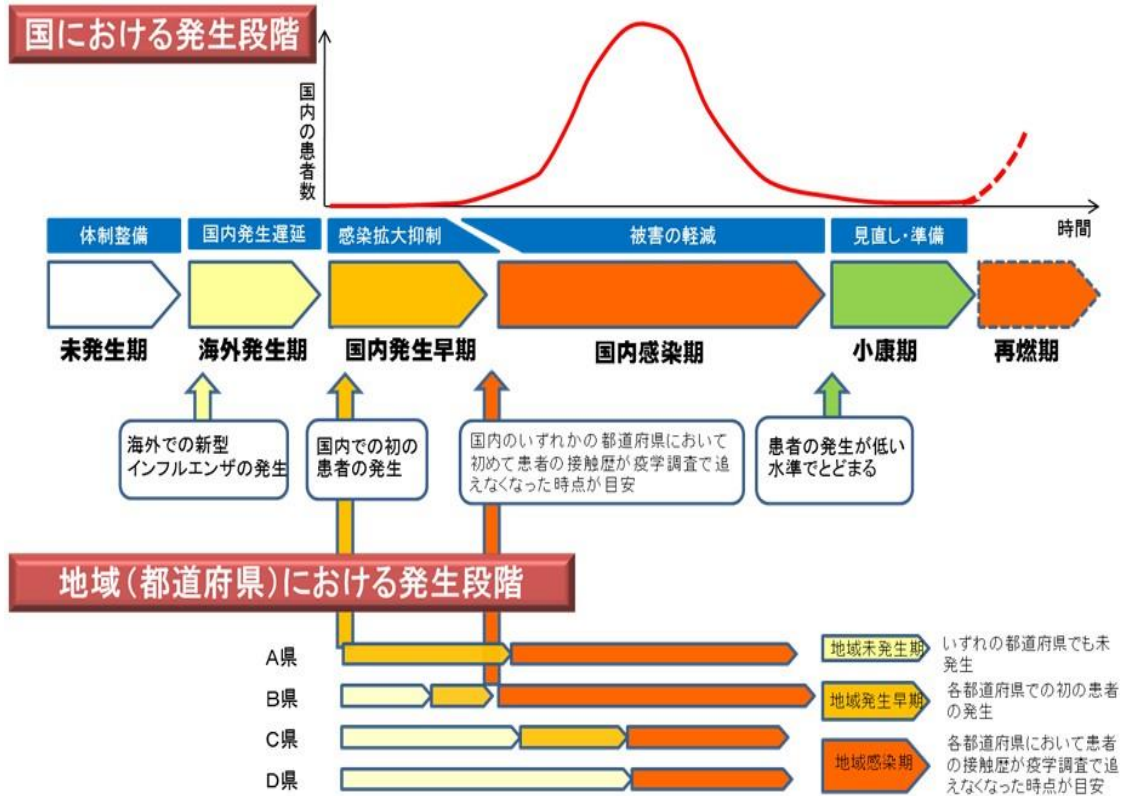 国における発生段階
国内の患者数
時間
体制整備
国内発生遅延
感染拡大抑制
被害の軽減
見直し・準備
未発生期
海外発生期
国内発生早期
国内感染期
小康期
再燃期
海外での新型
インフルエンザの発生
国内での初の
患者の発生
国内のいずれかの都道府県において
初めて患者の接触歴が疫学調査で追
えなくなった時点が目安
患者の発生が低い
水準でとどまる
地域(都道府県)における発生段階
A県
B県
C県
D県
地域未発生期
いずれの都道府県でも未
発生
地域発生早期
各都道府県での初の患者
の発生
地域感染期
各都道府県において患者
の接触歴が疫学調査で追
えなくなった時点が目安